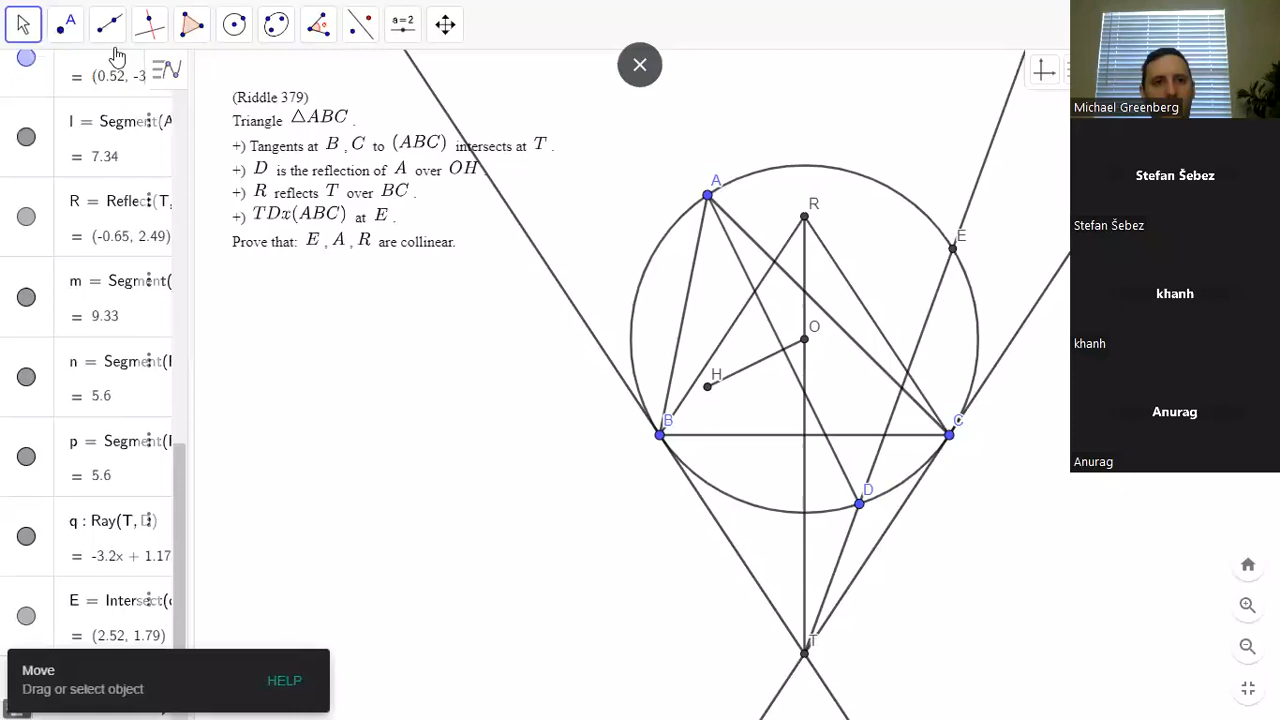 A
a=2
= (0.52, -3
l = Segment(A
= 7.34
R = Reflect(T,
= (-0.65, 2.49)
m = Segment(
= 9.33
n = Segment(
= 5.6
p = Segment(
= 5.6
q : Ray(T, D)
= -3.2x + 1.17
E = Intersect(
= (2.52, 1.79)
Move
Drag or select object
HELP
(Riddle 379)
Triangle △ABC .
+) Tangents at B , C to (ABC) intersects at T .
+) D is the reflection of A over OH .
+) R reflects T over BC .
+) TDx(ABC) at E .
Prove that: E , A , R are collinear.
A
R
E
O
H
B
C
D
T
Michael Greenberg
Stefan Šebez
Stefan Šebez
khanh
khanh
Anurag
Anurag